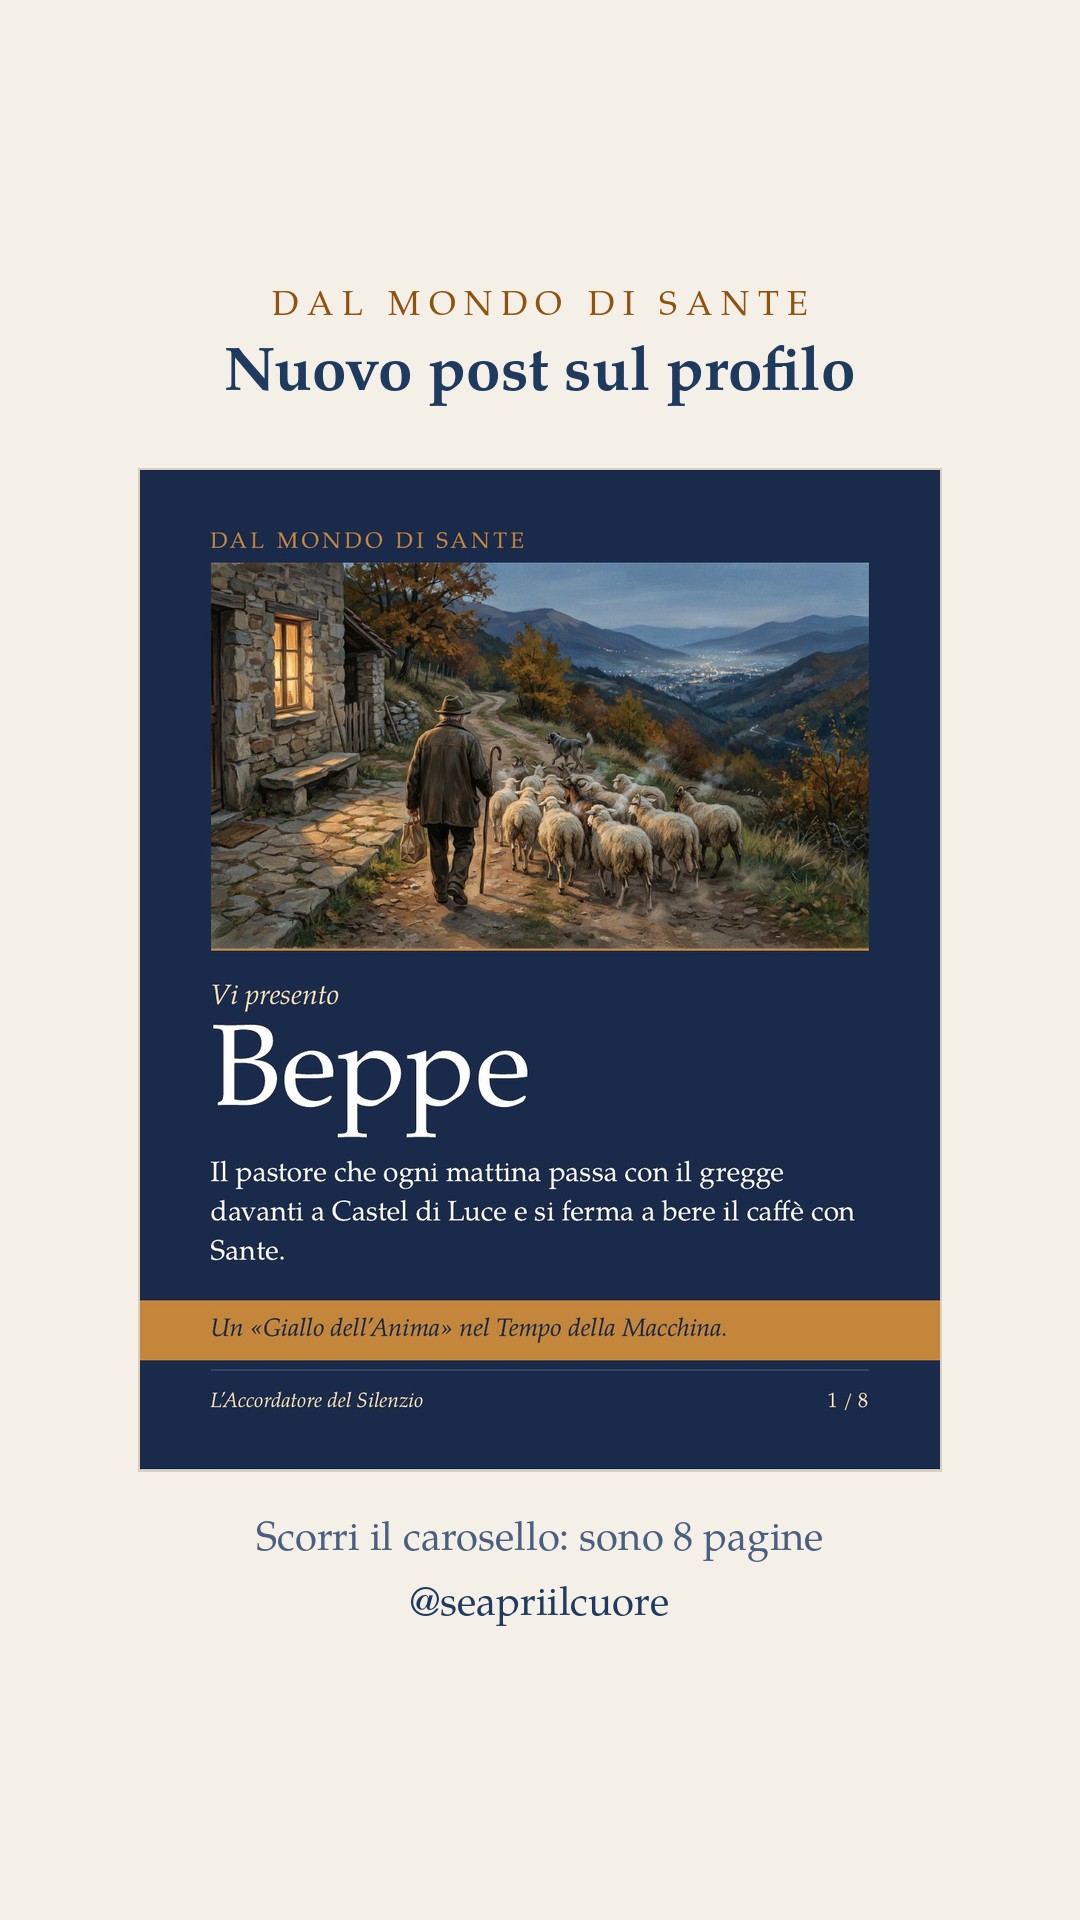 DAL MONDO DI SANTE
Nuovo post sul profilo
DAL MONDO DI SANTE
Vi presento
Beppe
Il pastore che ogni mattina passa con il gregge
davanti a Castel di Luce e si ferma a bere il caffè con
Sante.
Un «Giallo dell’Anima» nel Tempo della Macchina.
L’Accordatore del Silenzio
1 / 8
Scorri il carosello: sono 8 pagine
@seapriilcuore